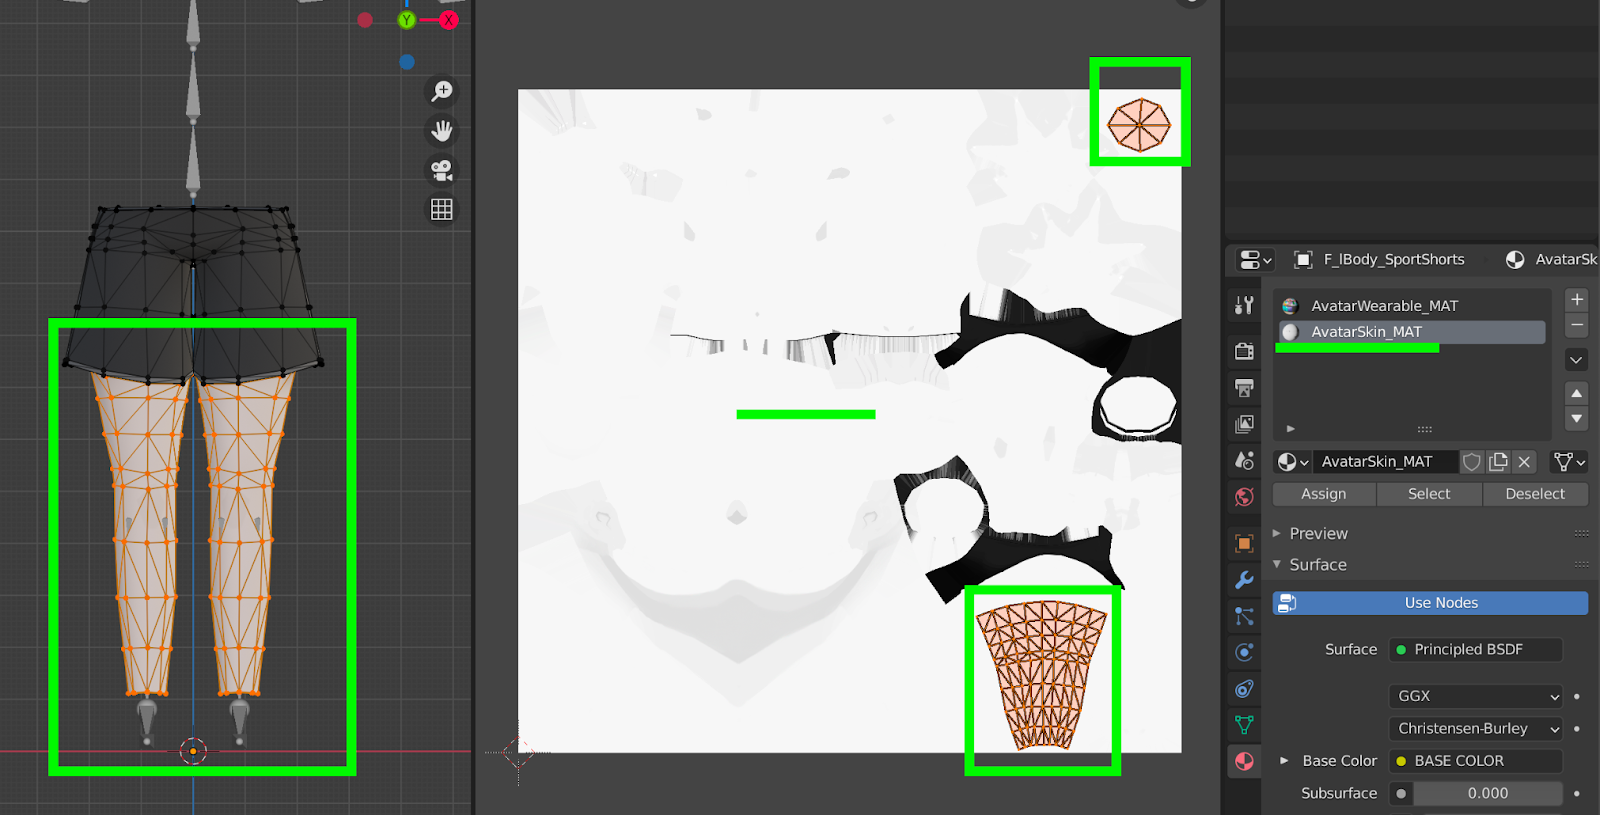 Y
X
F_lBody_SportShorts
AvatarSk
AvatarWearable_MAT
AvatarSkin_MAT
AvatarSkin_MAT
Assign
Select
Deselect
Preview
Surface
Use Nodes
Surface
Principled BSDF
GGX
Christensen-Burley
Base Color
BASE COLOR
Subsurface
0.000